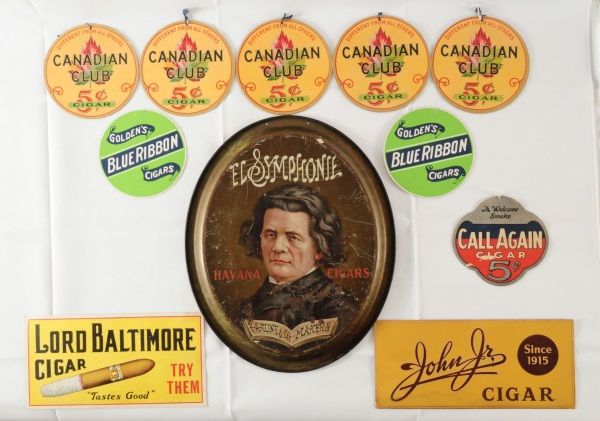 DIFFERENT FROM ALL OTHERS
CANADIAN
CLUB
5¢
CIGAR
DIFFERENT FROM ALL OTHERS
CANADIAN
CLUB
5¢
CIGAR
DIFFERENT FROM ALL OTHERS
CANADIAN
CLUB
5¢
CIGAR
DIFFERENT FROM ALL OTHERS
CANADIAN
CLUB
5¢
CIGAR
DIFFERENT FROM ALL OTHERS
CANADIAN
CLUB
5¢
CIGAR
GOLDEN'S
BLUE RIBBON
CIGARS
EL SYMPHONIE
HAVANA CIGARS
MAKERS
GOLDEN'S
BLUE RIBBON
CIGARS
A Welcome
Smoke
CALL AGAIN
CIGAR
5¢
LORD BALTIMORE
CIGAR
TRY
THEM
"Tastes Good"
John Jr.
Since
1915
CIGAR